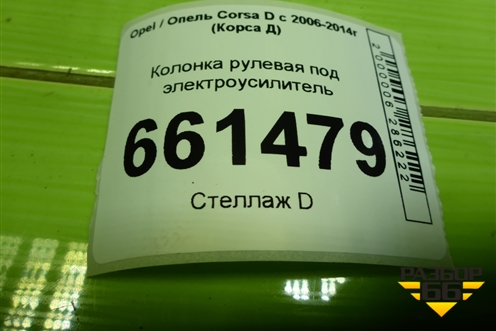 Opel / Опель Corsa D с 2006-2014г
(Корса Д)
Колонка рулевая под
электроусилитель
661479
Стеллаж D
2000006286222
РАЗБОР
66